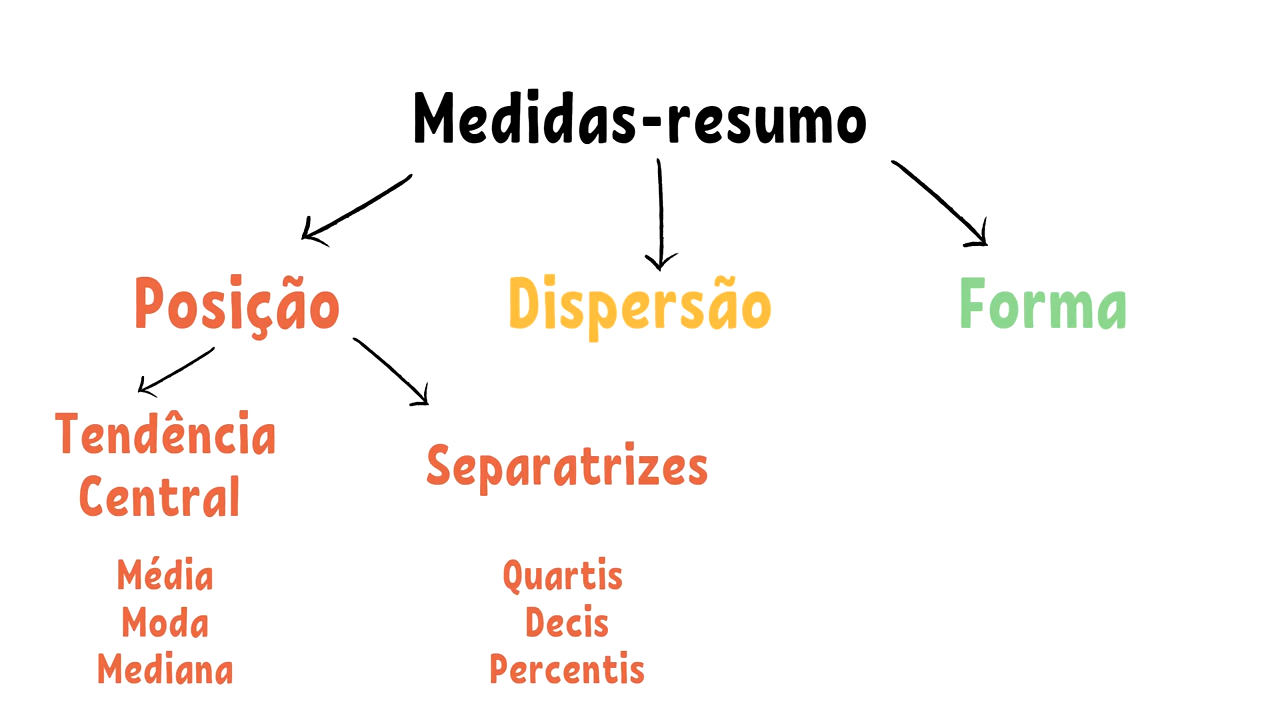 Medidas-resumo
Posição
Dispersão
Forma
Tendência
Central
Separatrizes
Média
Moda
Mediana
Quartis
Decis
Percentis